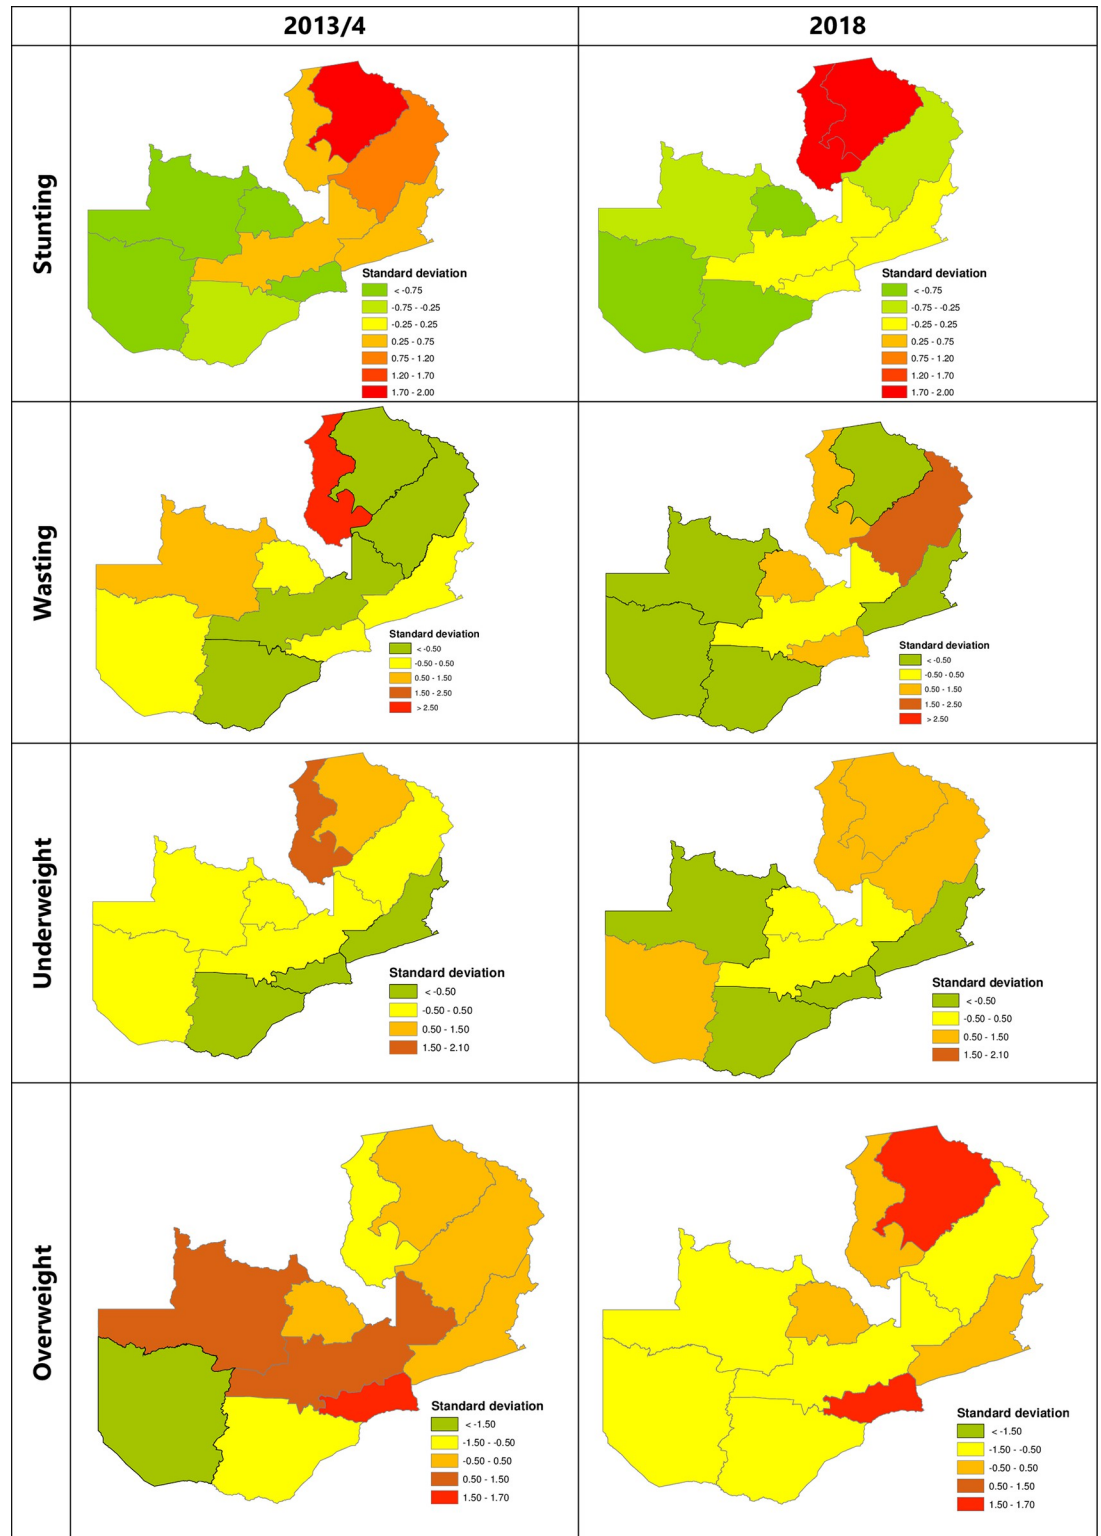 2013/4
2018
Stunting
Standard deviation
< -0.75
-0.75 - -0.25
-0.25 - 0.25
0.25 - 0.75
0.75 - 1.20
1.20 - 1.70
1.70 - 2.00
Standard deviation
< -0.75
-0.75 - -0.25
-0.25 - 0.25
0.25 - 0.75
0.75 - 1.20
1.20 - 1.70
1.70 - 2.00
Wasting
Standard deviation
< -0.50
-0.50 - 0.50
0.50 - 1.50
1.50 - 2.50
> 2.50
Standard deviation
< -0.50
-0.50 - 0.50
0.50 - 1.50
1.50 - 2.50
> 2.50
Underweight
Standard deviation
< -0.50
-0.50 - 0.50
0.50 - 1.50
1.50 - 2.10
Standard deviation
< -0.50
-0.50 - 0.50
0.50 - 1.50
1.50 - 2.10
Overweight
Standard deviation
< -1.50
-1.50 - -0.50
-0.50 - 0.50
0.50 - 1.50
1.50 - 1.70
Standard deviation
< -1.50
-1.50 - -0.50
-0.50 - 0.50
0.50 - 1.50
1.50 - 1.70